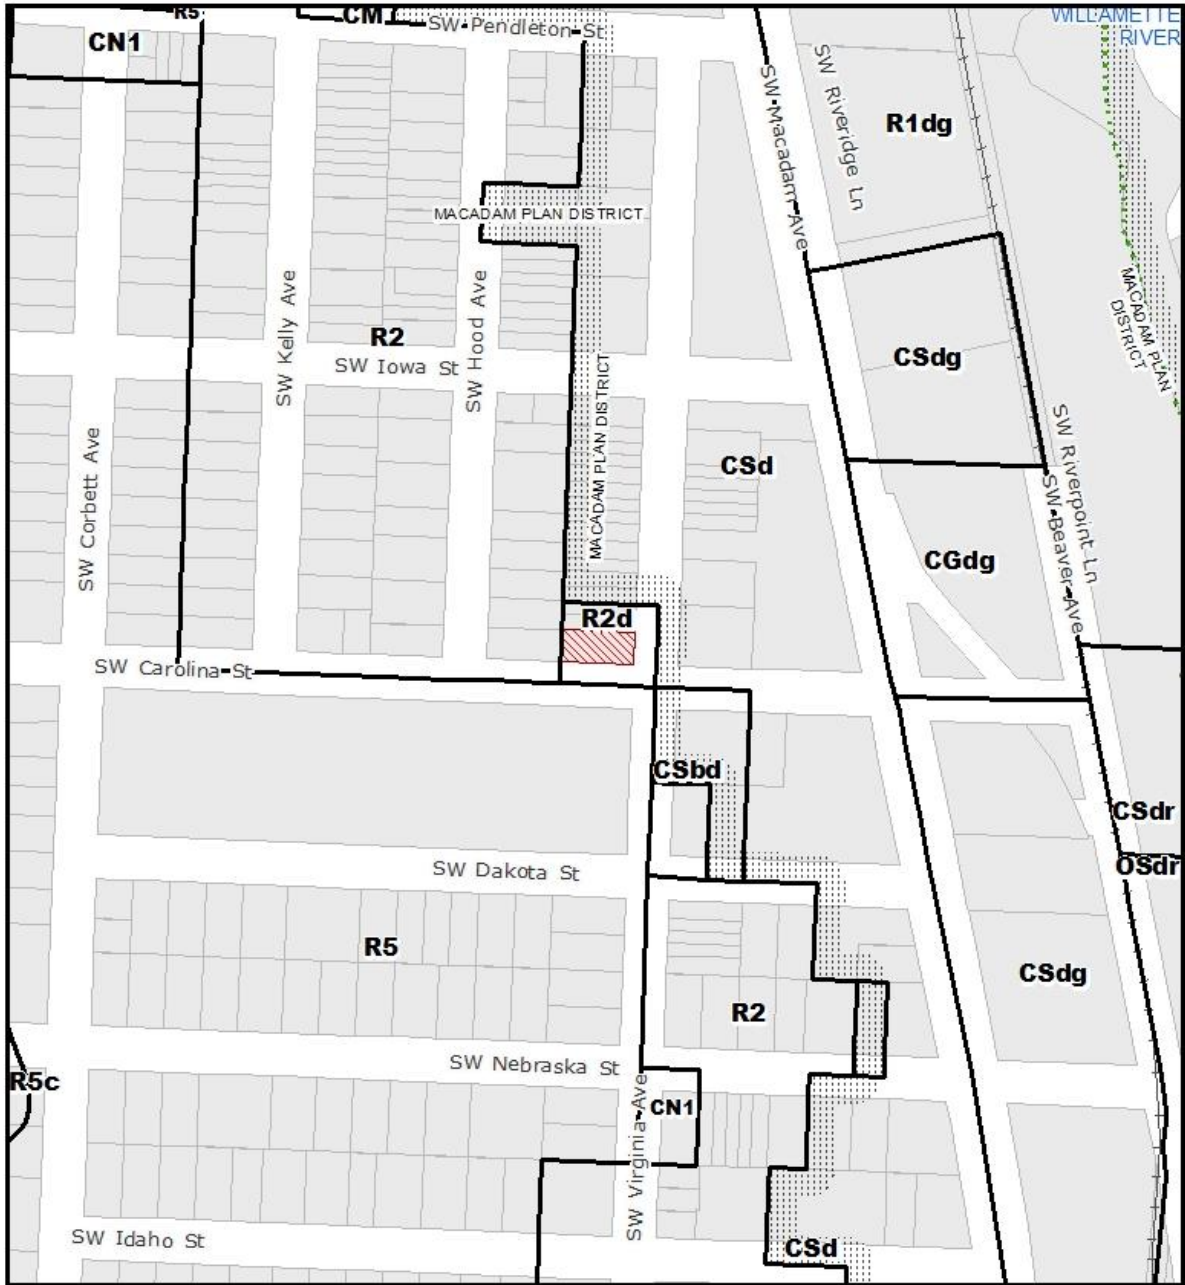 R5
CM
SW Pendleton St
WILLAMETTE
RIVER
CN1
SW Macadam Ave
SW Riveridge Ln
R1dg
MACADAM PLAN DISTRICT
MACADAM PLAN
DISTRICT
SW Kelly Ave
SW Hood Ave
R2
SW Iowa St
CSdg
MACADAM PLAN DISTRICT
SW Corbett Ave
CSd
SW Riverpoint Ln
SW Beaver Ave
CGdg
R2d
SW Carolina St
CSbd
CSdr
OSdr
SW Dakota St
R5
CSdg
R2
SW Nebraska St
R5c
CN1
SW Virginia Ave
SW Idaho St
CSd